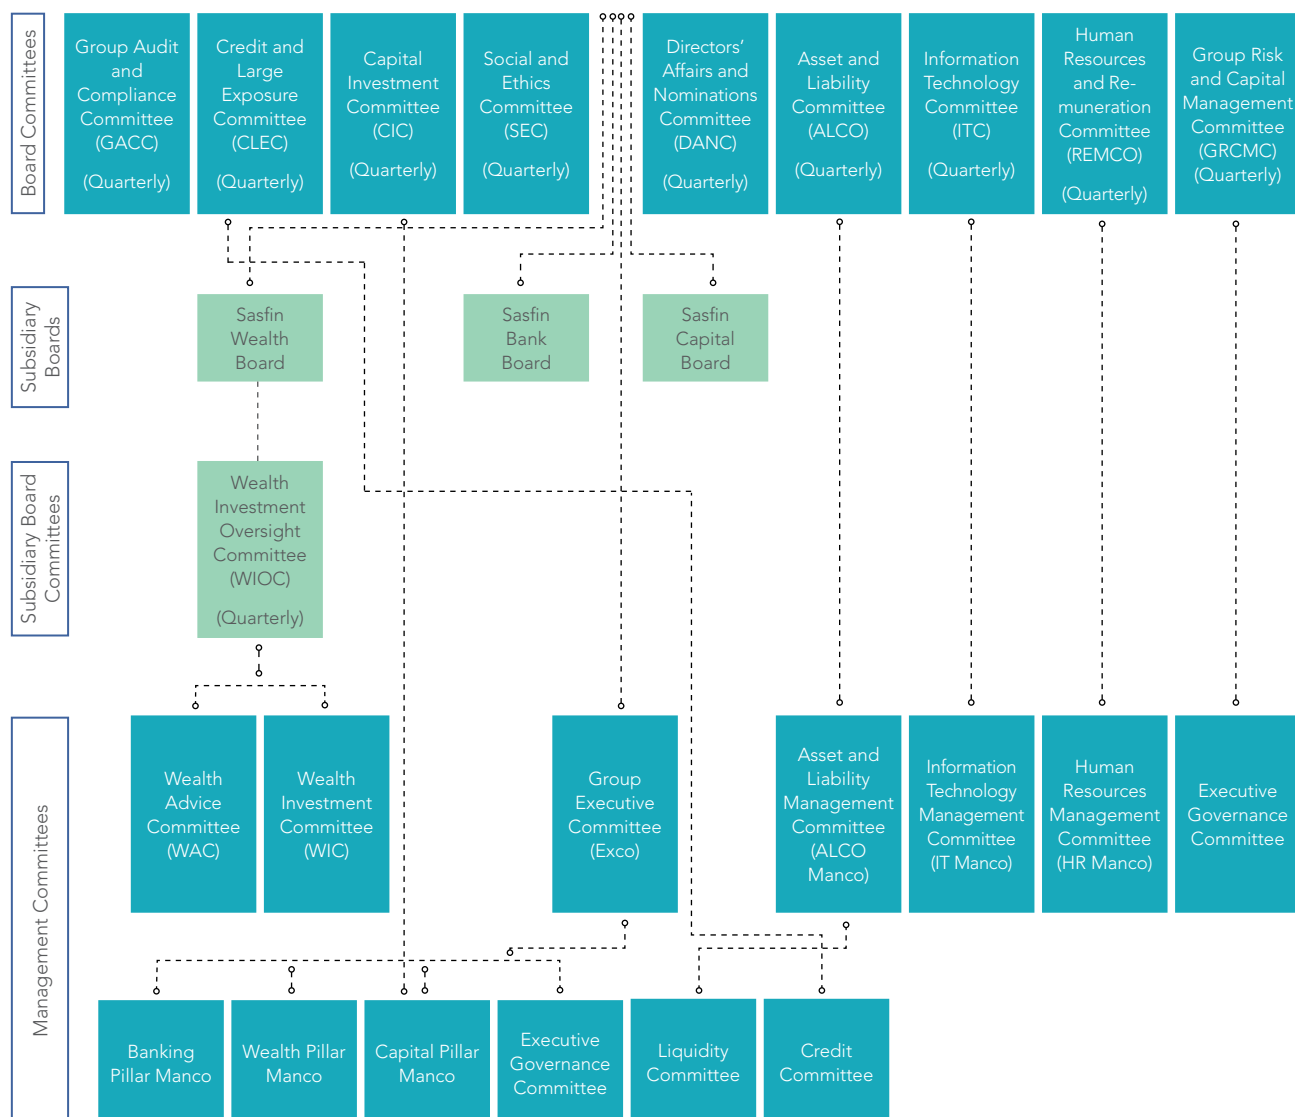 Board Committees
Group Audit
and
Compliance
Committee
(GACC)
(Quarterly)
Credit and
Large
Exposure
Committee
(CLEC)
(Quarterly)
Capital
Investment
Committee
(CIC)
(Quarterly)
Social and
Ethics
Committee
(SEC)
(Quarterly)
Directors’
Affairs and
Nominations
Committee
(DANC)
(Quarterly)
Asset and
Liability
Committee
(ALCO)
(Quarterly)
Information
Technology
Committee
(ITC)
(Quarterly)
Human
Resources
and Re-
muneration
Committee
(REMCO)
(Quarterly)
Group Risk
and Capital
Management
Committee
(GRCMC)
(Quarterly)
Subsidiary
Boards
Sasfin
Wealth
Board
Sasfin
Bank
Board
Sasfin
Capital
Board
Subsidiary Board
Committees
Wealth
Investment
Oversight
Committee
(WIOC)
(Quarterly)
Management Committees
Wealth
Advice
Committee
(WAC)
Wealth
Investment
Committee
(WIC)
Group
Executive
Committee
(Exco)
Asset and
Liability
Management
Committee
(ALCO
Manco)
Information
Technology
Management
Committee
(IT Manco)
Human
Resources
Management
Committee
(HR Manco)
Executive
Governance
Committee
Banking
Pillar Manco
Wealth Pillar
Manco
Capital Pillar
Manco
Executive
Governance
Committee
Liquidity
Committee
Credit
Committee